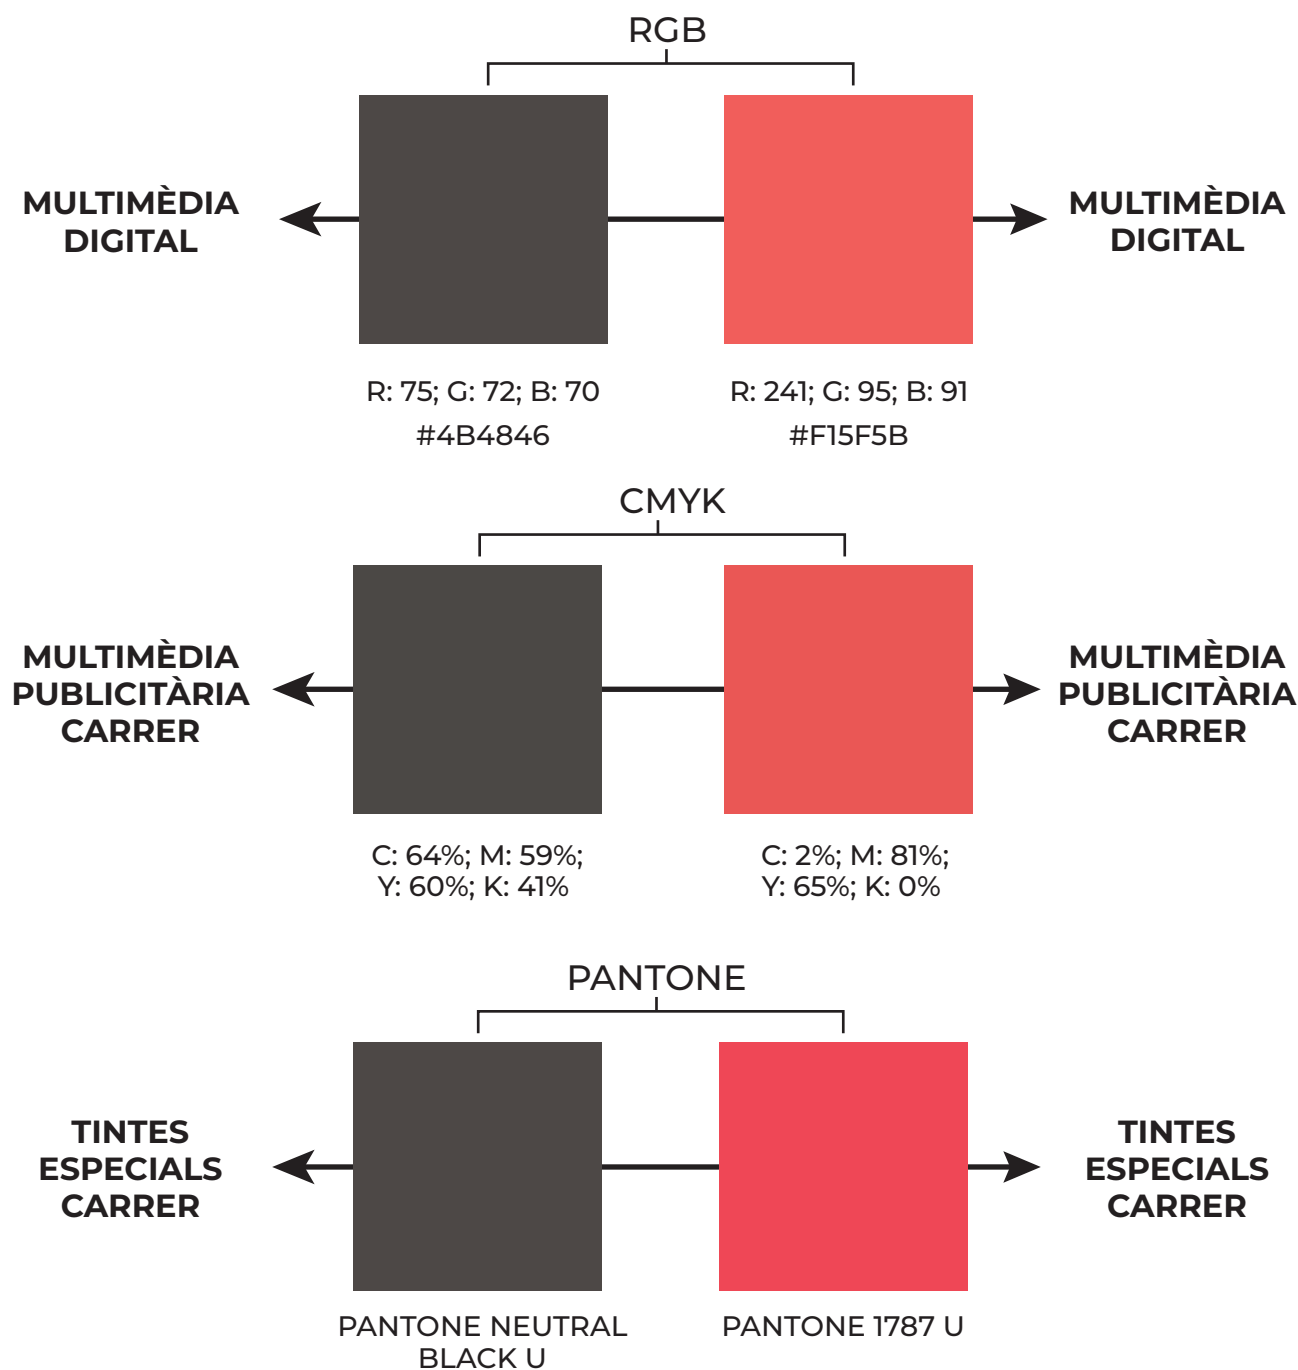 RGB
MULTIMÈDIA
DIGITAL
MULTIMÈDIA
DIGITAL
R: 75; G: 72; B: 70
#4B4846
R: 241; G: 95; B: 91
#F15F5B
CMYK
MULTIMÈDIA
PUBLICITÀRIA
CARRER
MULTIMÈDIA
PUBLICITÀRIA
CARRER
C: 64%; M: 59%;
Y: 60%; K: 41%
C: 2%; M: 81%;
Y: 65%; K: 0%
PANTONE
TINTES
ESPECIALS
CARRER
TINTES
ESPECIALS
CARRER
PANTONE NEUTRAL
BLACK U
PANTONE 1787 U